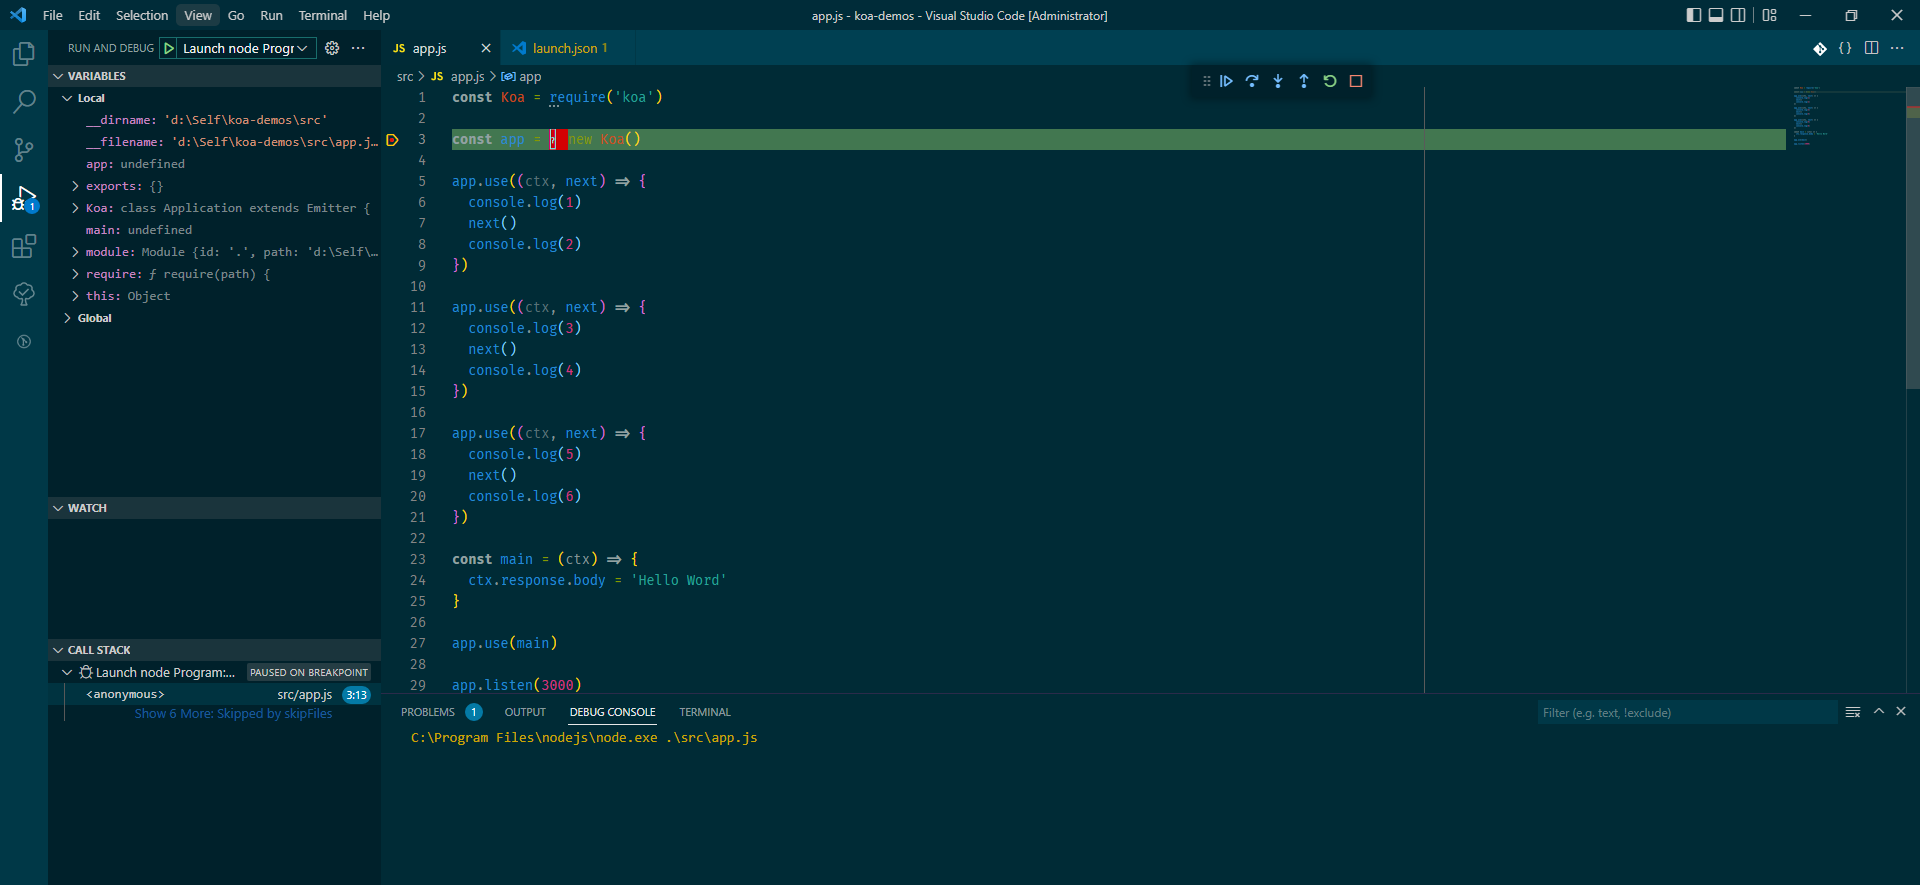 File Edit Selection View Go Run Terminal Help app.js - koa-demos - Visual Studio Code [Administrator]
RUN AND DEBUG Launch node Progr
VARIABLES
Local
__dirname: 'd:\Self\koa-demos\src'
__filename: 'd:\Self\koa-demos\src\app.j…
app: undefined
exports: {}
Koa: class Application extends Emitter {
main: undefined
module: Module {id: '.', path: 'd:\Self\…
require: ƒ require(path) {
this: Object
Global
WATCH
CALL STACK
Launch node Program:... PAUSED ON BREAKPOINT
<anonymous> src/app.js 3:13
Show 6 More: Skipped by skipFiles
1
JS app.js launch.json 1
src > JS app.js > app
1 const Koa = require('koa')
2
3 const app = new Koa()
4
5 app.use((ctx, next) => {
6 console.log(1)
7 next()
8 console.log(2)
9 })
10
11 app.use((ctx, next) => {
12 console.log(3)
13 next()
14 console.log(4)
15 })
16
17 app.use((ctx, next) => {
18 console.log(5)
19 next()
20 console.log(6)
21 })
22
23 const main = (ctx) => {
24 ctx.response.body = 'Hello Word'
25 }
26
27 app.use(main)
28
29 app.listen(3000)
PROBLEMS 1 OUTPUT DEBUG CONSOLE TERMINAL Filter (e.g. text, !exclude)
C:\Program Files\nodejs\node.exe .\src\app.js